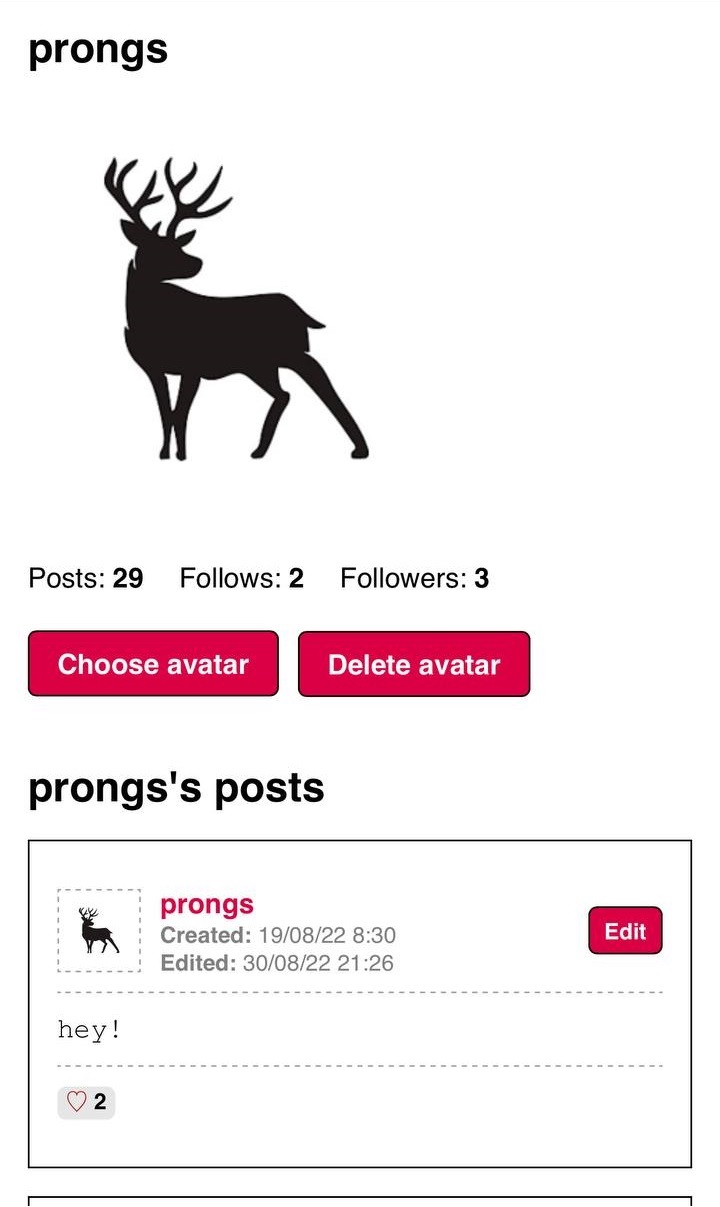 prongs
Posts: 29 Follows: 2 Followers: 3
Choose avatar Delete avatar
prongs's posts
prongs
Created: 19/08/22 8:30
Edit
Edited: 30/08/22 21:26
hey!
♡ 2